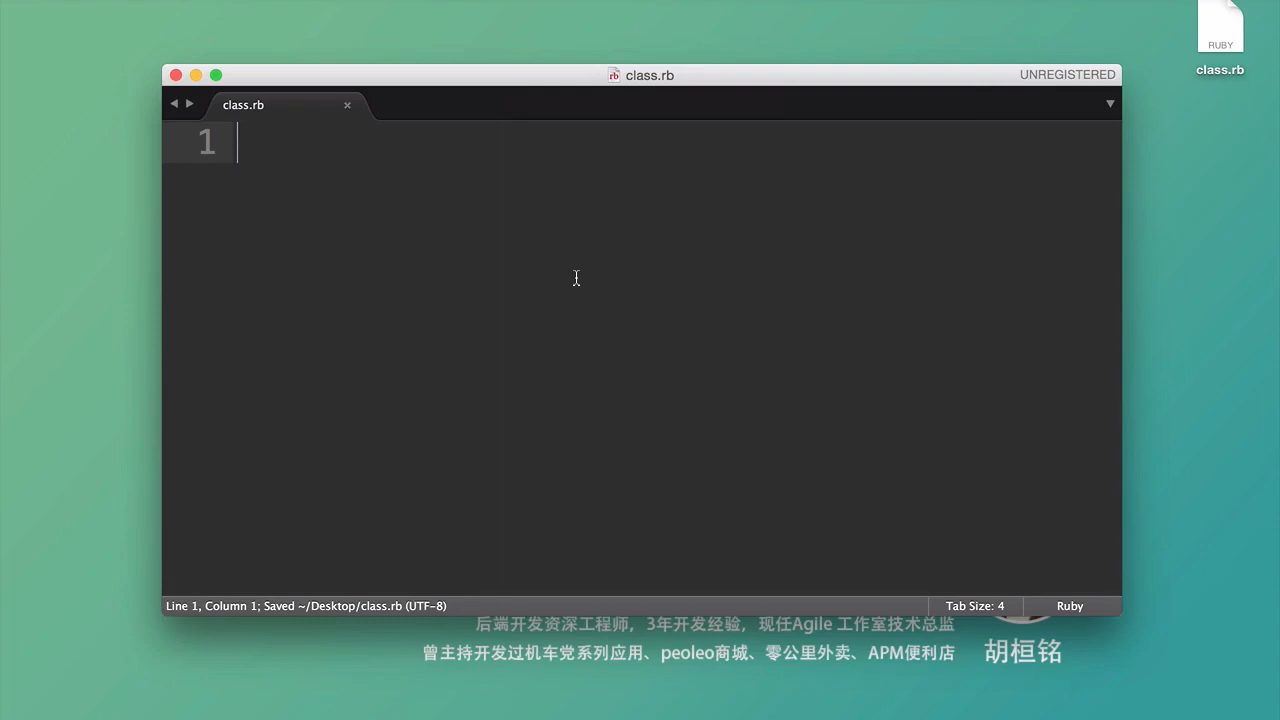 RUBY
class.rb
class.rb
UNREGISTERED
class.rb
1
Line 1, Column 1; Saved ~/Desktop/class.rb (UTF-8)
Tab Size: 4
Ruby
后端开发资深工程师，3年开发经验，现任Agile 工作室技术总监
曾主持开发过机车党系列应用、peoleo商城、零公里外卖、APM便利店
胡桓铭